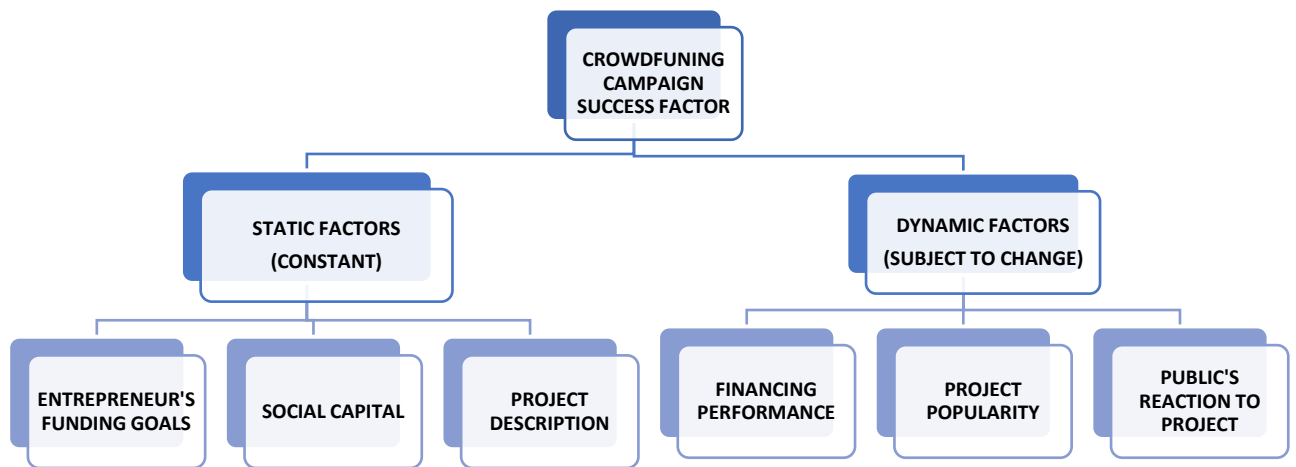 CROWDFUNING
CAMPAIGN
SUCCESS FACTOR
STATIC FACTORS
(CONSTANT)
DYNAMIC FACTORS
(SUBJECT TO CHANGE)
ENTREPRENEUR'S
FUNDING GOALS
SOCIAL CAPITAL
PROJECT
DESCRIPTION
FINANCING
PERFORMANCE
PROJECT
POPULARITY
PUBLIC'S
REACTION TO
PROJECT